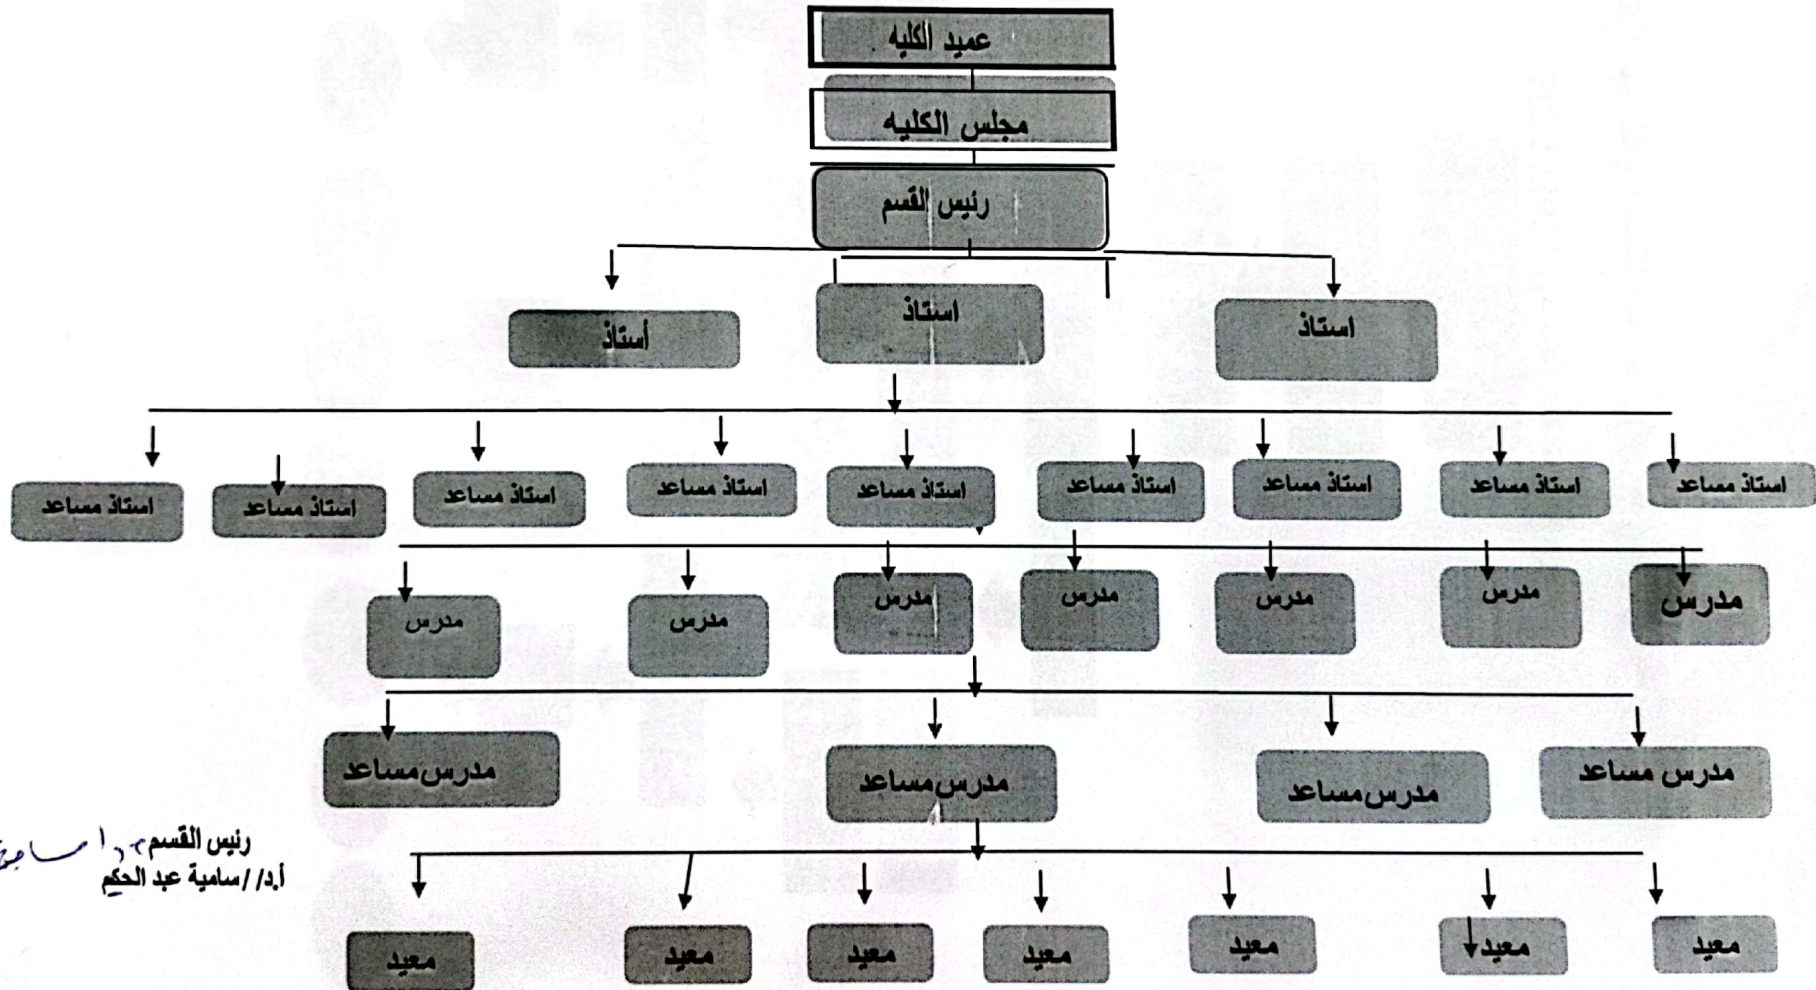 عميد الكليه
مجلس الكليه
رئيس القسم
استاذ
استاذ
أستاذ
استاذ مساعد
استاذ مساعد
استاذ مساعد
استاذ مساعد
استاذ مساعد
استاذ مساعد
استاذ مساعد
استاذ مساعد
استاذ مساعد
مدرس
مدرس
مدرس
مدرس
مدرس
مدرس
مدرس
مدرس مساعد
مدرس مساعد
مدرس مساعد
مدرس مساعد
رئيس القسم
أ.د//سامية عبد الحكم
معيد
معيد
معيد
معيد
معيد
معيد
معيد